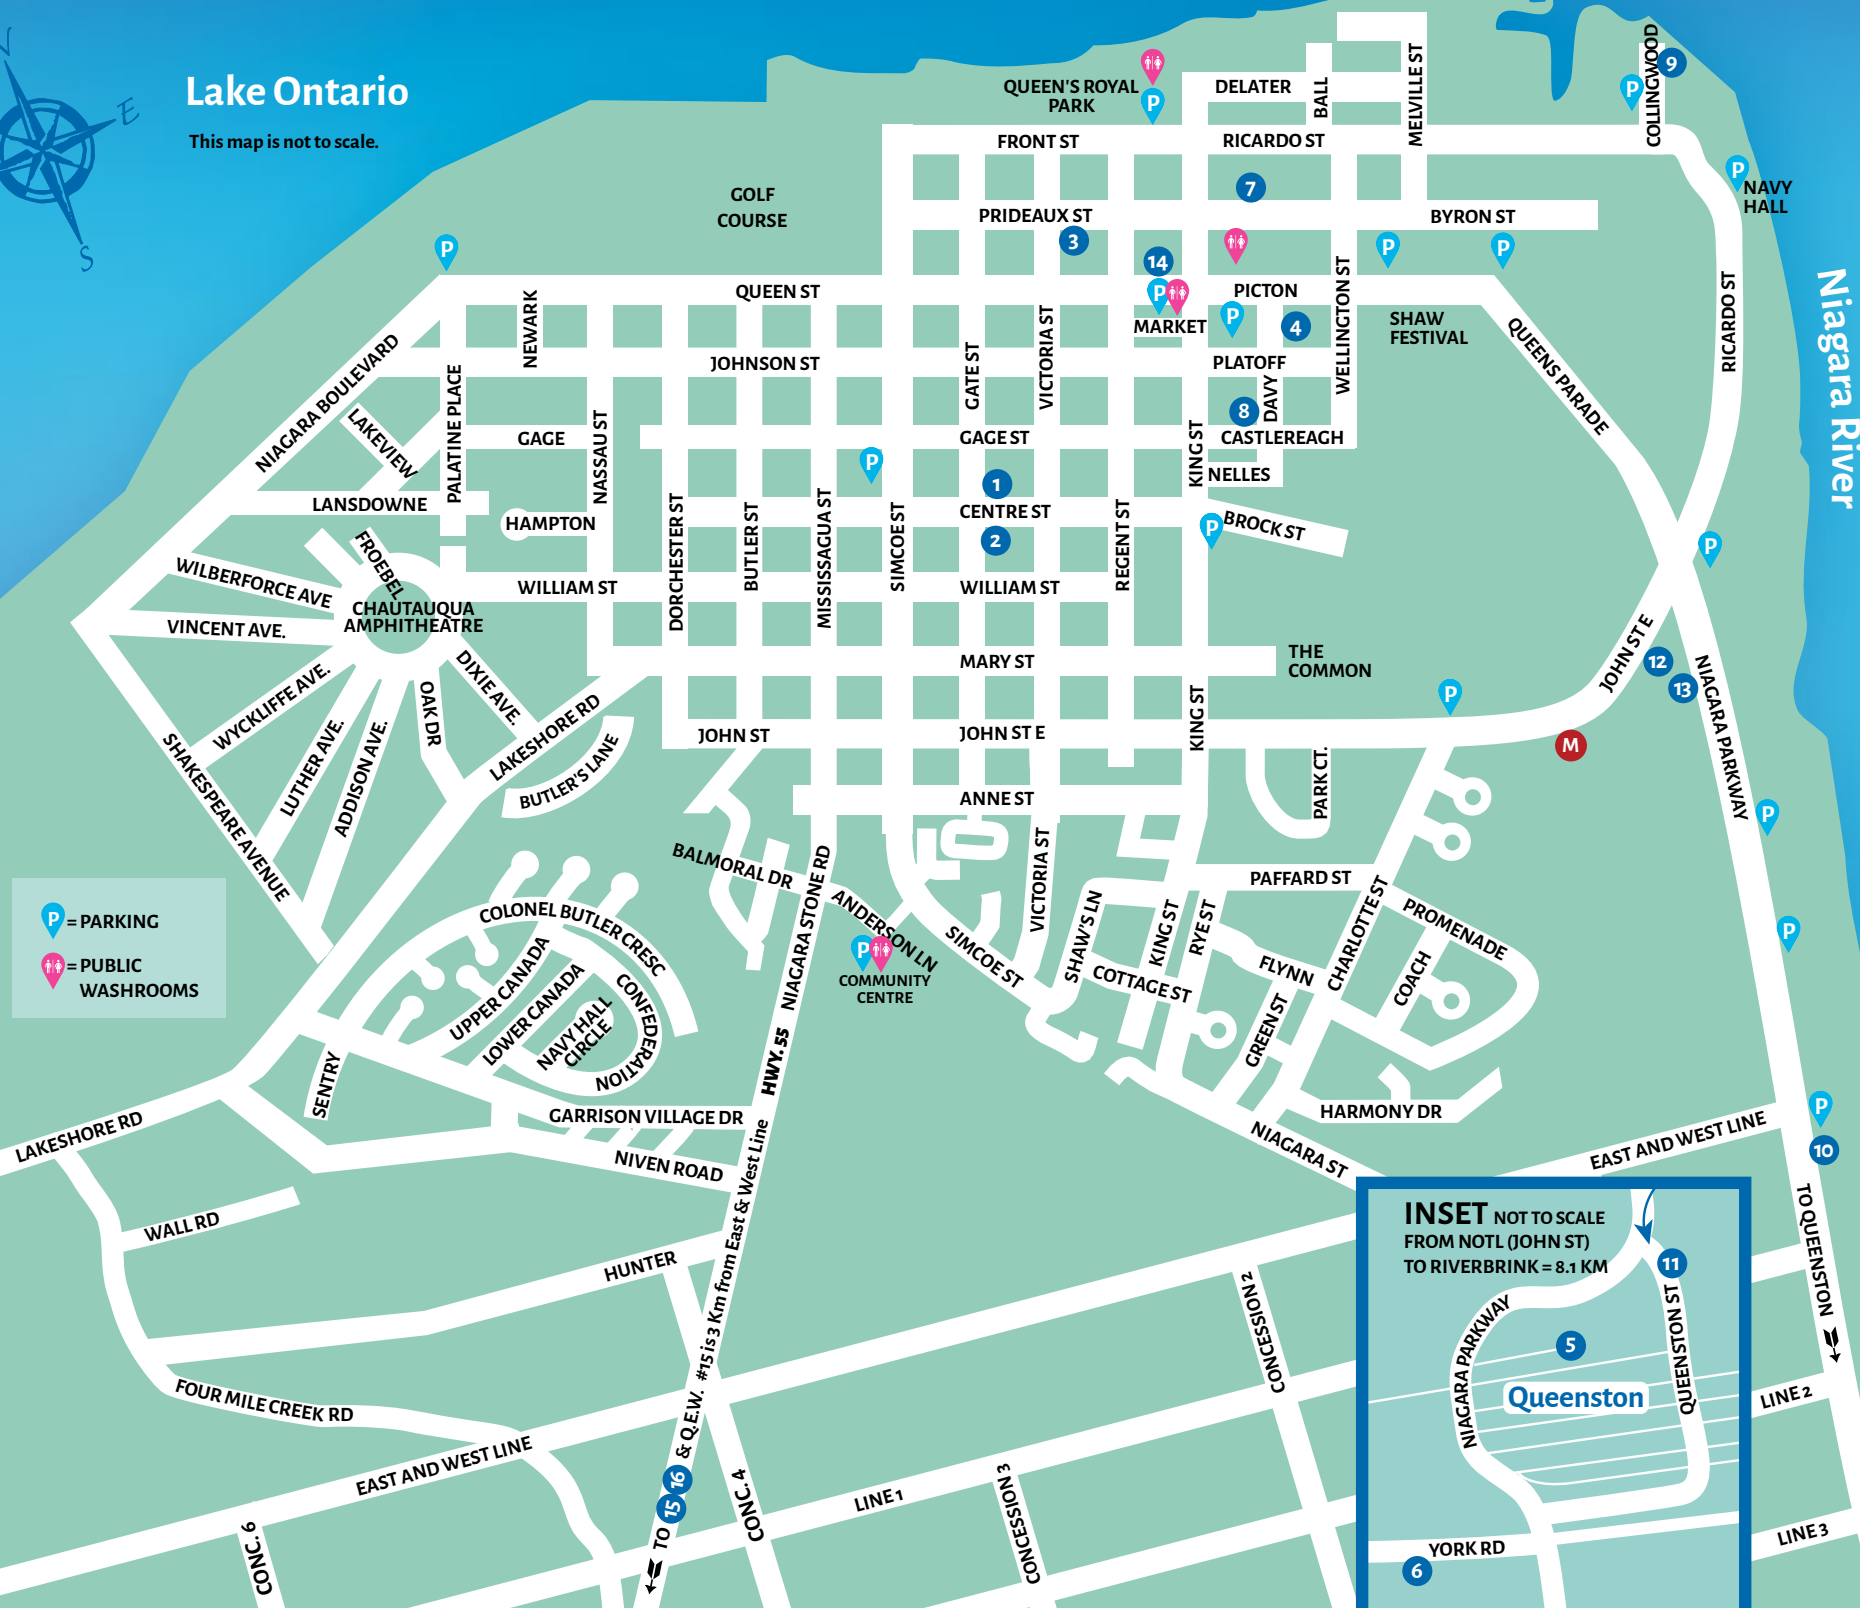 N
E
S
Lake Ontario
This map is not to scale.
QUEEN'S ROYAL
PARK
P
DELATER
BALL
MELVILLE ST
COLLINGWOOD
9
P
FRONT ST
RICARDO ST
P
NAVY
HALL
GOLF
COURSE
7
PRIDEAUX ST
3
BYRON ST
P
P
P
14
P
MARKET
QUEEN ST
PICTON
P
4
WELLINGTON ST
SHAW
FESTIVAL
QUEENS PARADE
RICARDO ST
Niagara River
NEWARK
NIAGARA BOULEVARD
JOHNSON ST
GATE ST
VICTORIA ST
PLATOFF
DAVY
8
LAKEVIEW
PALATINE PLACE
GAGE
NASSAU ST
GAGE ST
KING ST
CASTLEREAGH
NELLES
P
1
LANSDOWNE
HAMPTON
DORCHESTER ST
BUTLER ST
MISSISSAGUA ST
SIMCOE ST
CENTRE ST
2
REGENT ST
P
BROCK ST
P
FROEBEL
WILBERFORCE AVE
CHAUTAUQUA
AMPHITHEATRE
WILLIAM ST
WILLIAM ST
VINCENT AVE.
WYCKLIFFE AVE.
LUTHER AVE.
ADDISON AVE.
OAK DR
DIXIE AVE.
SHAKESPEARE AVENUE
LAKESHORE RD
BUTLER'S LANE
MARY ST
THE
COMMON
JOHN ST E
12
13
P
M
NIAGARA PARKWAY
JOHN ST
JOHN ST E
KING ST
PARK CT.
P
ANNE ST
BALMORAL DR
NIAGARA STONE RD
ANDERSON LN
SIMCOE ST
VICTORIA ST
SHAW'S LN
KING ST
RYE ST
PAFFARD ST
CHARLOTTE ST
PROMENADE
COACH
FLYNN
COTTAGE ST
GREEN ST
P
P
COMMUNITY
CENTRE
P = PARKING
= PUBLIC
WASHROOMS
COLONEL BUTLER CRESC
UPPER CANADA
LOWER CANADA
NAVY HALL
CIRCLE
CONFEDERATION
SENTRY
HWY. 55
GARRISON VILLAGE DR
NIVEN ROAD
HARMONY DR
NIAGARA ST
EAST AND WEST LINE
P
10
TO QUEENSTON
LAKESHORE RD
WALL RD
HUNTER
FOUR MILE CREEK RD
EAST AND WEST LINE
TO 15 16 & Q.E.W. #15 is 3 Km from East & West Line
CONC. 6
CONC. 4
LINE 1
CONCESSION 3
CONCESSION 2
LINE 2
LINE 3
INSET NOT TO SCALE
FROM NOTL (JOHN ST)
TO RIVERBRINK = 8.1 KM
11
NIAGARA PARKWAY
5
QUEENSTON ST
Queenston
YORK RD
6